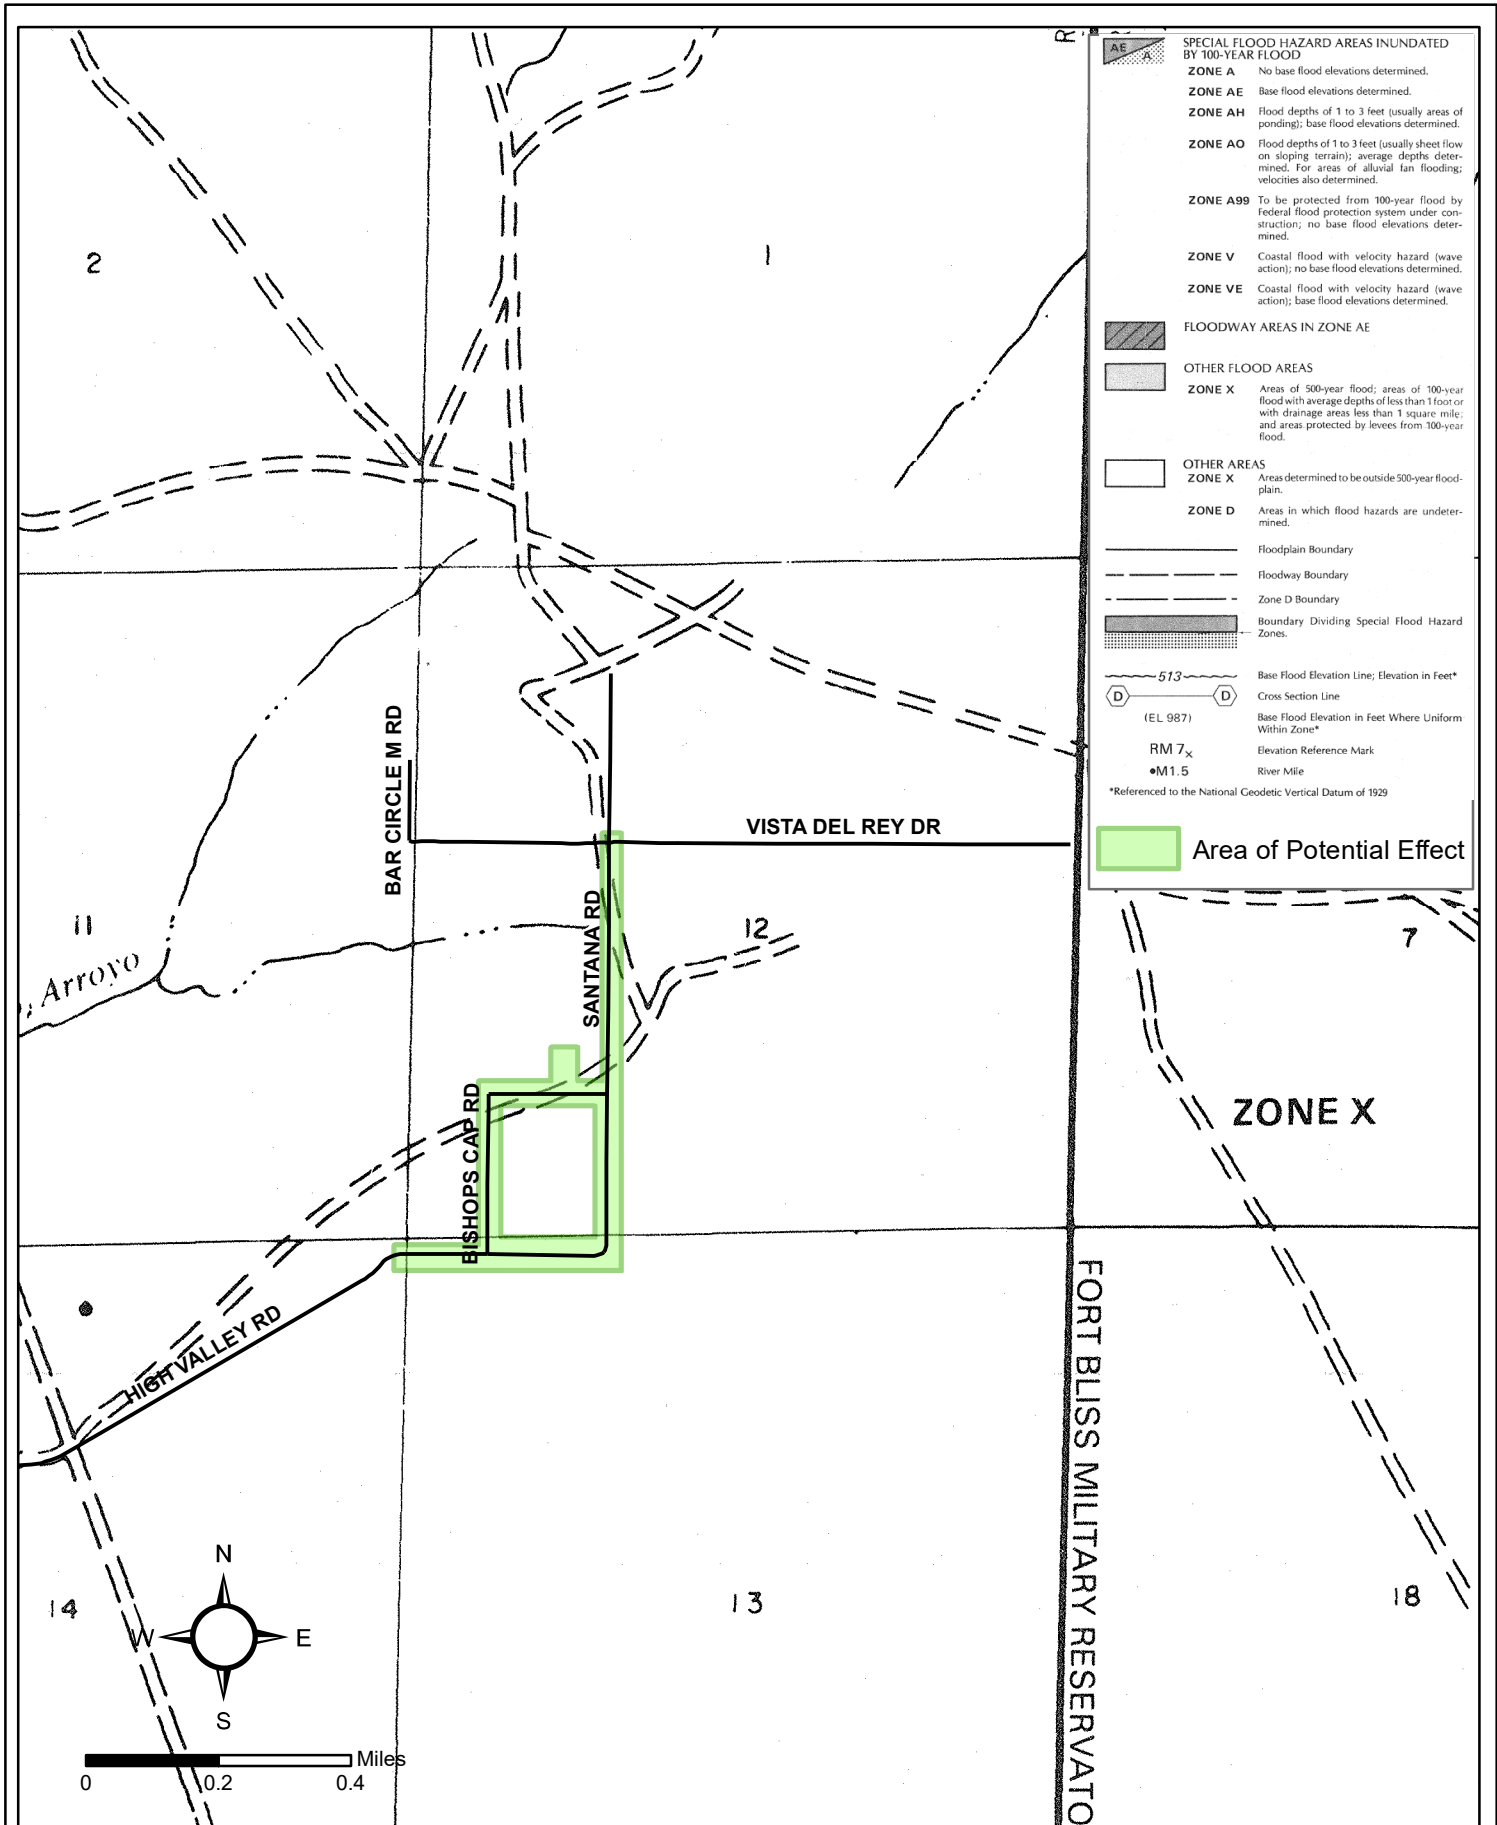 R
AE
A
SPECIAL FLOOD HAZARD AREAS INUNDATED
BY 100-YEAR FLOOD
ZONE A No base flood elevations determined.
ZONE AE Base flood elevations determined.
ZONE AH Flood depths of 1 to 3 feet (usually areas of
ponding); base flood elevations determined.
ZONE AO Flood depths of 1 to 3 feet (usually sheet flow
on sloping terrain); average depths deter-
mined. For areas of alluvial fan flooding;
velocities also determined.
ZONE A99 To be protected from 100-year flood by
Federal flood protection system under con-
struction; no base flood elevations deter-
mined.
ZONE V Coastal flood with velocity hazard (wave
action); no base flood elevations determined.
ZONE VE Coastal flood with velocity hazard (wave
action); base flood elevations determined.
FLOODWAY AREAS IN ZONE AE
OTHER FLOOD AREAS
ZONE X Areas of 500-year flood; areas of 100-year
flood with average depths of less than 1 foot or
with drainage areas less than 1 square mile;
and areas protected by levees from 100-year
flood.
OTHER AREAS
ZONE X Areas determined to be outside 500-year flood-
plain.
ZONE D Areas in which flood hazards are undeter-
mined.
Floodplain Boundary
Floodway Boundary
Zone D Boundary
Boundary Dividing Special Flood Hazard
Zones.
513 Base Flood Elevation Line; Elevation in Feet*
D D Cross Section Line
(EL 987) Base Flood Elevation in Feet Where Uniform
Within Zone*
RM 7x Elevation Reference Mark
•M1.5 River Mile
*Referenced to the National Geodetic Vertical Datum of 1929
Area of Potential Effect
2
1
BAR CIRCLE M RD
VISTA DEL REY DR
SANTANA RD
11
12
7
Arroyo
BISHOPS CAP RD
ZONE X
HIGH VALLEY RD
FORT BLISS MILITARY RESERVATO
14
13
18
N
W
E
S
Miles
0 0.2 0.4